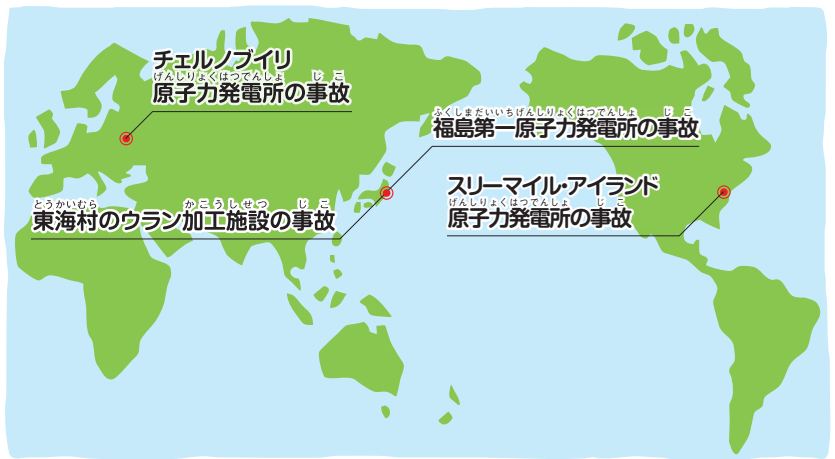 チェルノブイリ
げんしりょくはつでんしょ じこ
原子力発電所の事故
ふくしまだいいちげんしりょくはつでんしょ じこ
福島第一原子力発電所の事故
スリーマイル・アイランド
げんしりょくはつでんしょ じこ
原子力発電所の事故
とうかいむら かこうしせつ じこ
東海村のウラン加工施設の事故